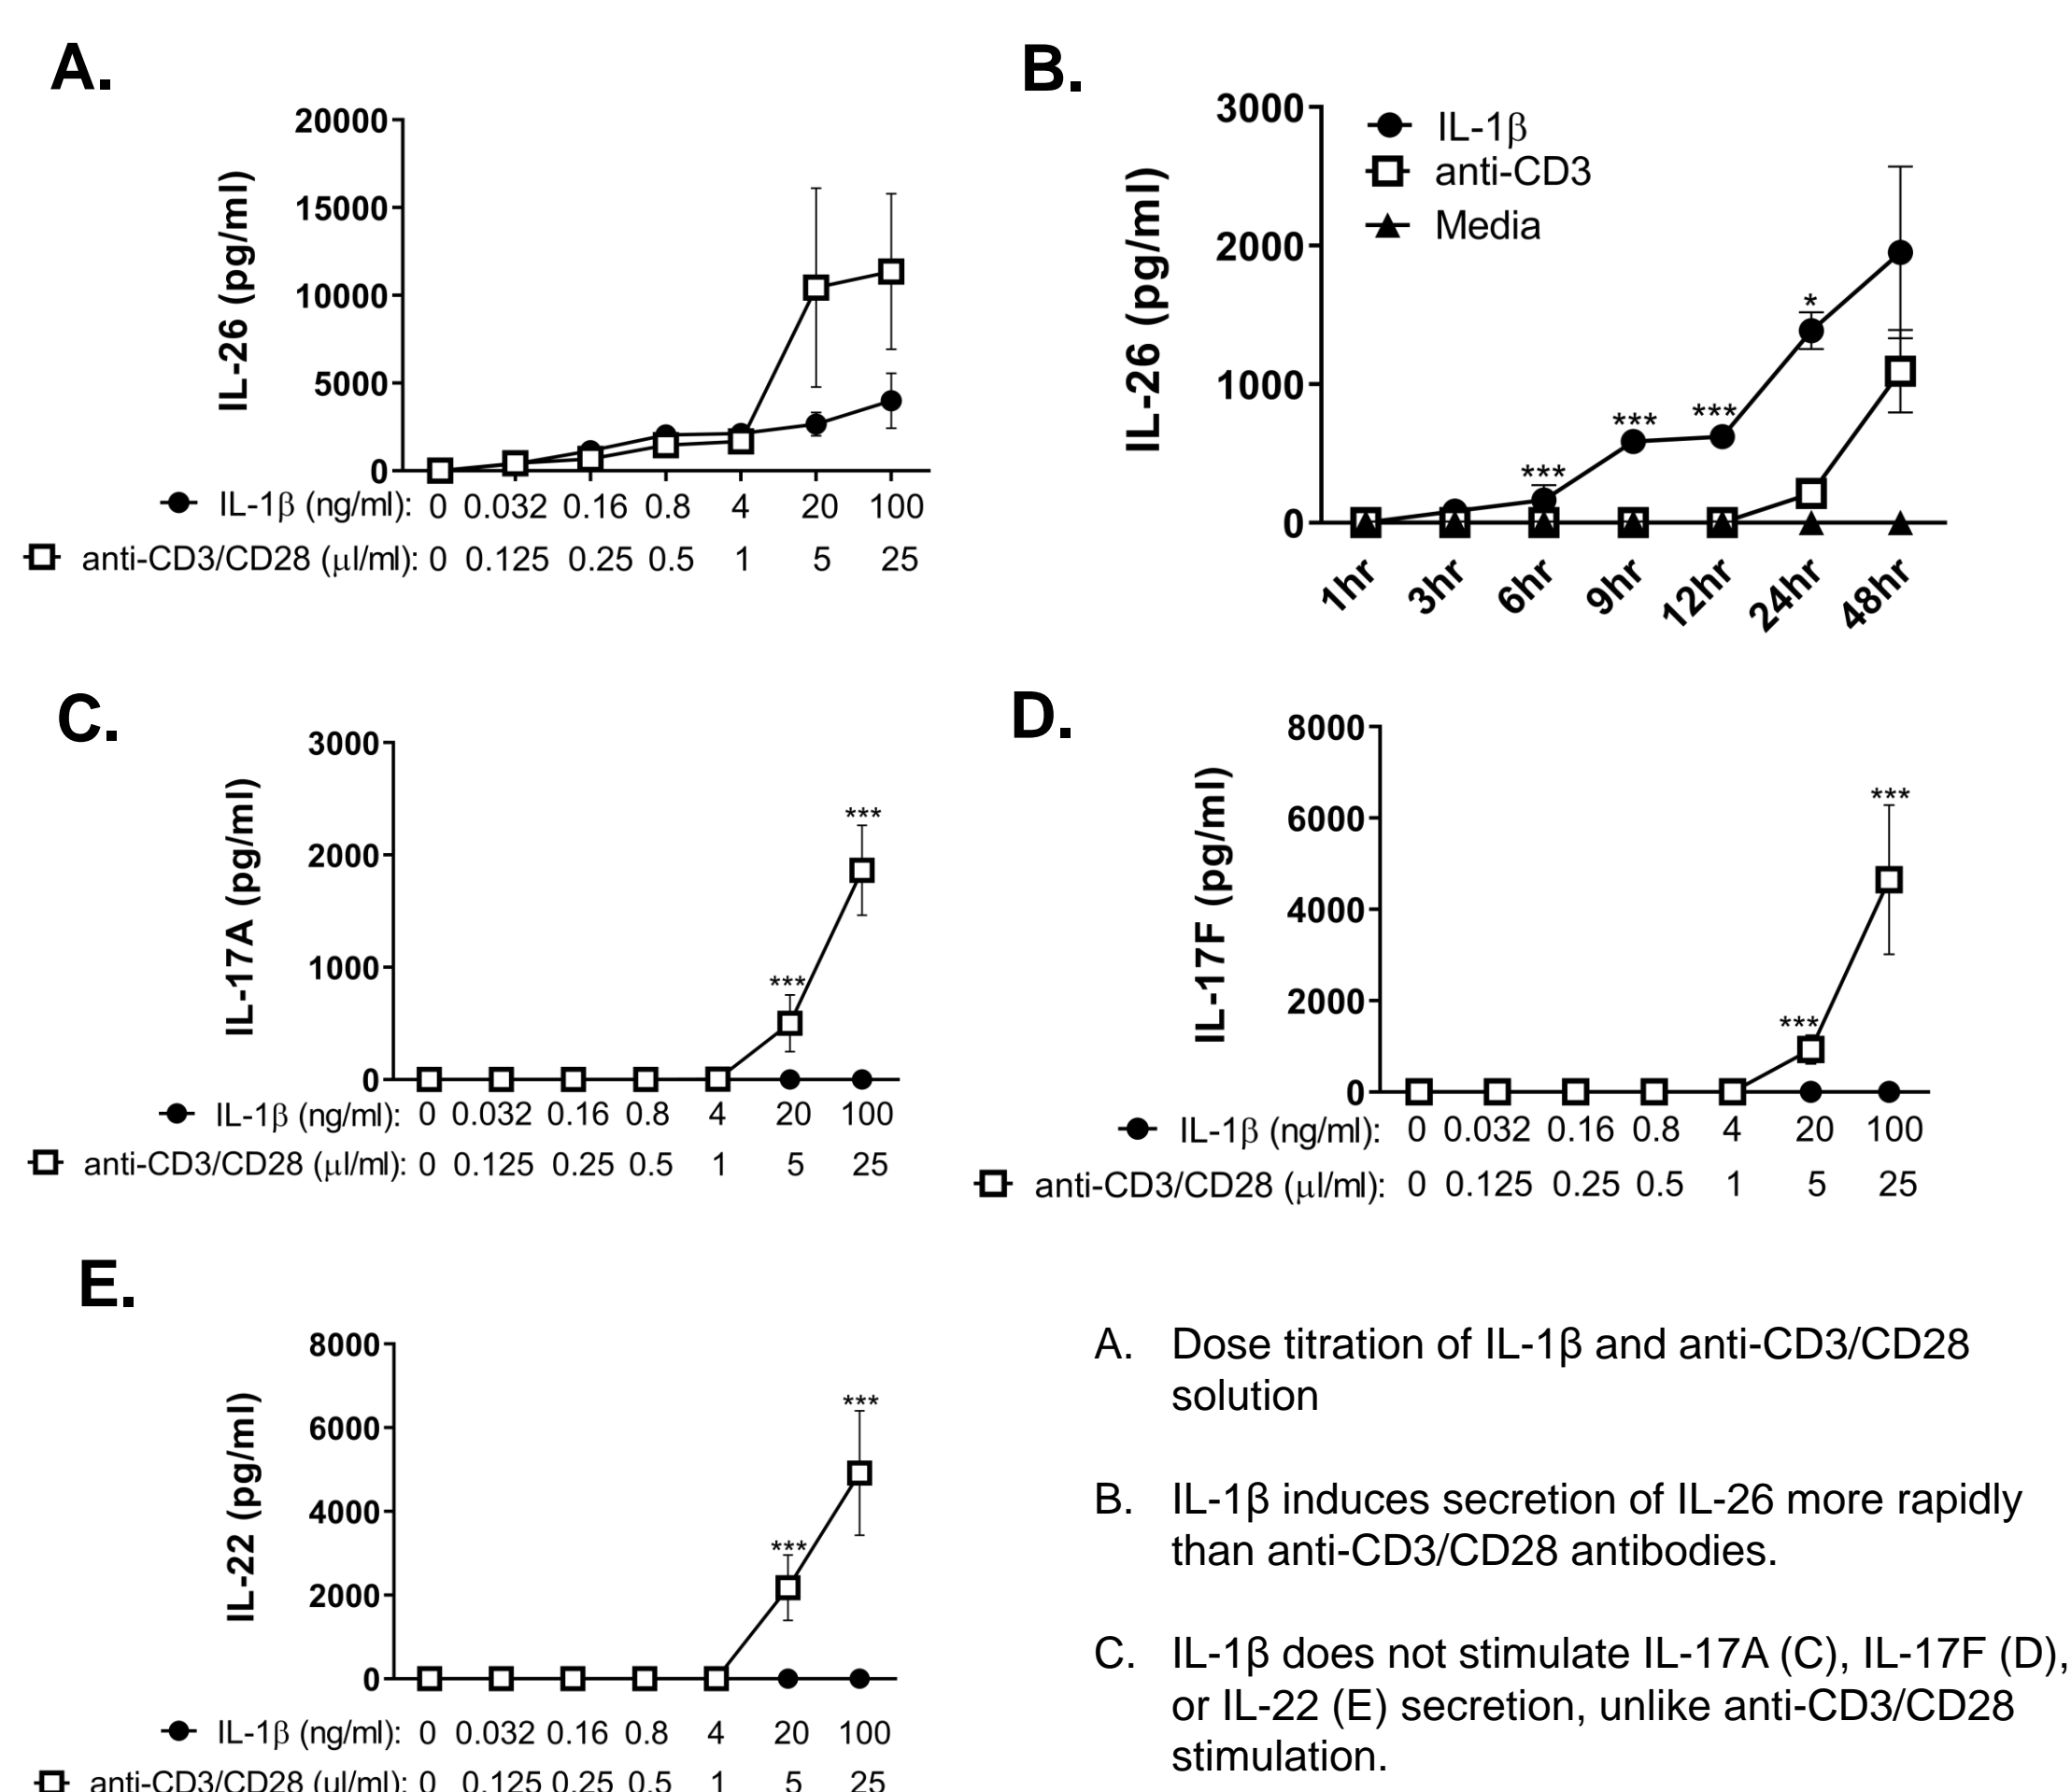 A.
IL-26 (pg/ml)
20000
15000
10000
5000
0
IL-1β (ng/ml): 0 0.032 0.16 0.8 4 20 100
anti-CD3/CD28 (μl/ml): 0 0.125 0.25 0.5 1 5 25
B.
IL-26 (pg/ml)
3000
2000
1000
0
IL-1β
anti-CD3
Media
***
***
***
*
1hr 3hr 6hr 9hr 12hr 24hr 48hr
C.
IL-17A (pg/ml)
3000
2000
1000
0
***
***
IL-1β (ng/ml): 0 0.032 0.16 0.8 4 20 100
anti-CD3/CD28 (μl/ml): 0 0.125 0.25 0.5 1 5 25
D.
IL-17F (pg/ml)
8000
6000
4000
2000
0
***
***
IL-1β (ng/ml): 0 0.032 0.16 0.8 4 20 100
anti-CD3/CD28 (μl/ml): 0 0.125 0.25 0.5 1 5 25
E.
IL-22 (pg/ml)
8000
6000
4000
2000
0
***
***
IL-1β (ng/ml): 0 0.032 0.16 0.8 4 20 100
anti-CD3/CD28 (μl/ml): 0 0.125 0.25 0.5 1 5 25
A. Dose titration of IL-1β and anti-CD3/CD28
solution
B. IL-1β induces secretion of IL-26 more rapidly
than anti-CD3/CD28 antibodies.
C. IL-1β does not stimulate IL-17A (C), IL-17F (D),
or IL-22 (E) secretion, unlike anti-CD3/CD28
stimulation.